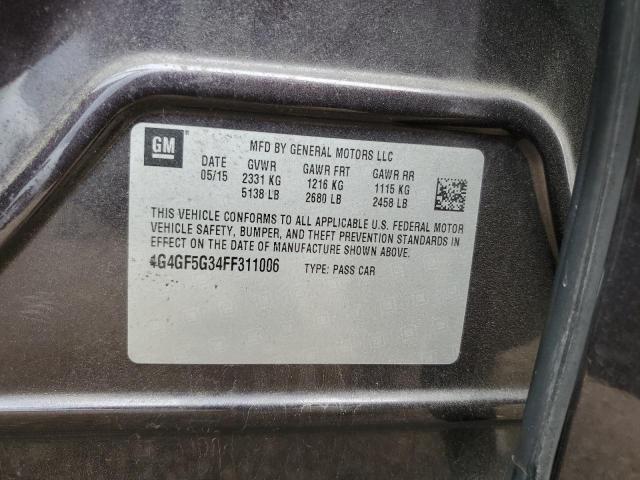 GM
MFD BY GENERAL MOTORS LLC
DATE GVWR GAWR FRT GAWR RR
05/15 2331 KG 1216 KG 1115 KG
5138 LB 2680 LB 2458 LB
THIS VEHICLE CONFORMS TO ALL APPLICABLE U.S. FEDERAL MOTOR
VEHICLE SAFETY, BUMPER, AND THEFT PREVENTION STANDARDS IN
EFFECT ON THE DATE OF MANUFACTURE SHOWN ABOVE.
4G4GF5G34FF311006 TYPE: PASS CAR